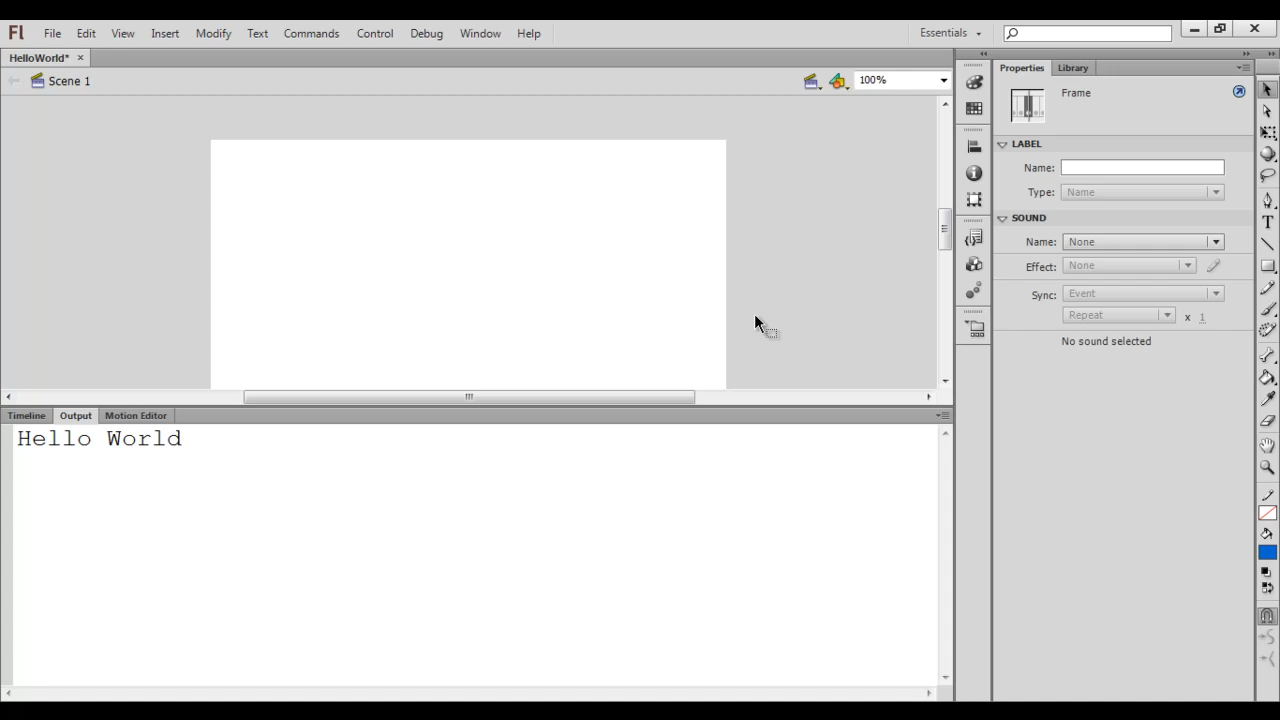 Fl File Edit View Insert Modify Text Commands Control Debug Window Help Essentials
HelloWorld*
Scene 1 100%
Properties Library
Frame
LABEL
Name:
Type: Name
SOUND
Name: None
Effect: None
Sync: Event
Repeat x 1
No sound selected
Timeline Output Motion Editor
Hello World